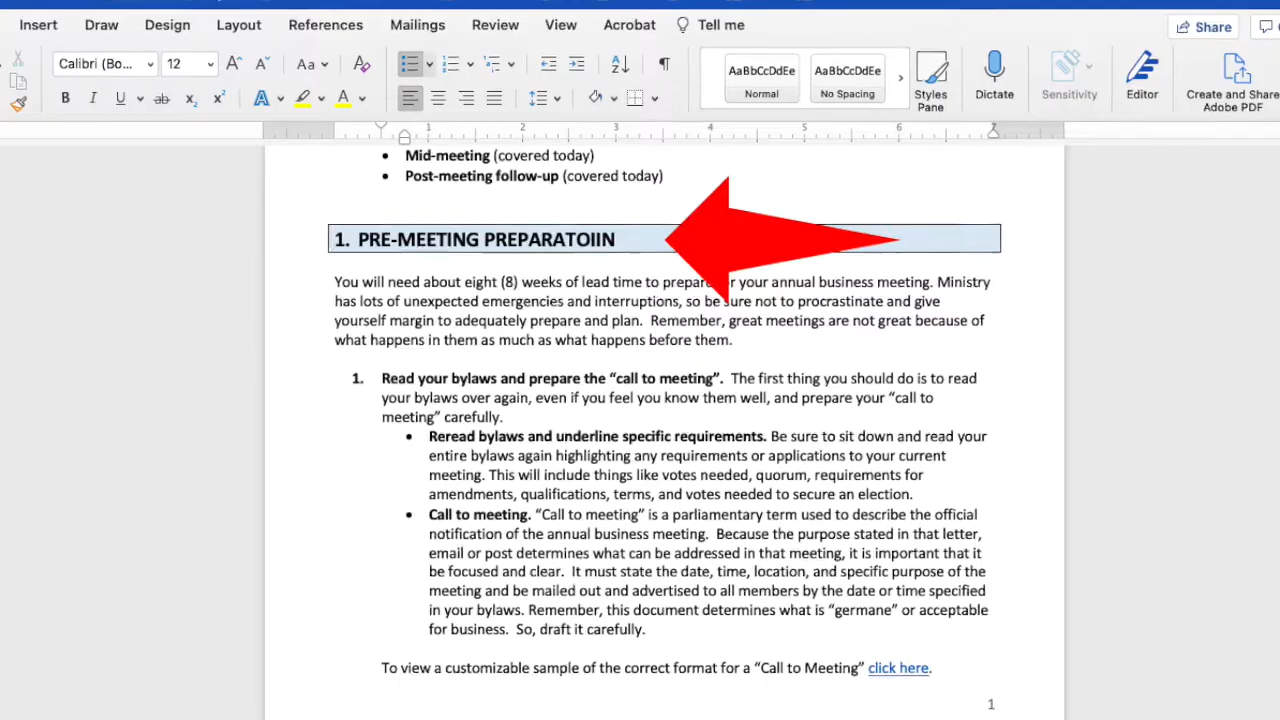 Insert Draw Design Layout References Mailings Review View Acrobat Tell me Share
Calibri (Bo... 12 Aa AaBbCcDdEe AaBbCcDdEe
Normal No Spacing Styles Pane Dictate Sensitivity Editor Create and Share Adobe PDF
1 2 3 4 5 6 7
• Mid-meeting (covered today)
• Post-meeting follow-up (covered today)
1. PRE-MEETING PREPARATOIIN
You will need about eight (8) weeks of lead time to prepare your annual business meeting. Ministry
has lots of unexpected emergencies and interruptions, so be sure not to procrastinate and give
yourself margin to adequately prepare and plan. Remember, great meetings are not great because of
what happens in them as much as what happens before them.
1. Read your bylaws and prepare the “call to meeting”. The first thing you should do is to read
your bylaws over again, even if you feel you know them well, and prepare your “call to
meeting” carefully.
• Reread bylaws and underline specific requirements. Be sure to sit down and read your
entire bylaws again highlighting any requirements or applications to your current
meeting. This will include things like votes needed, quorum, requirements for
amendments, qualifications, terms, and votes needed to secure an election.
• Call to meeting. “Call to meeting” is a parliamentary term used to describe the official
notification of the annual business meeting. Because the purpose stated in that letter,
email or post determines what can be addressed in that meeting, it is important that it
be focused and clear. It must state the date, time, location, and specific purpose of the
meeting and be mailed out and advertised to all members by the date or time specified
in your bylaws. Remember, this document determines what is “germane” or acceptable
for business. So, draft it carefully.
To view a customizable sample of the correct format for a “Call to Meeting” click here.
1